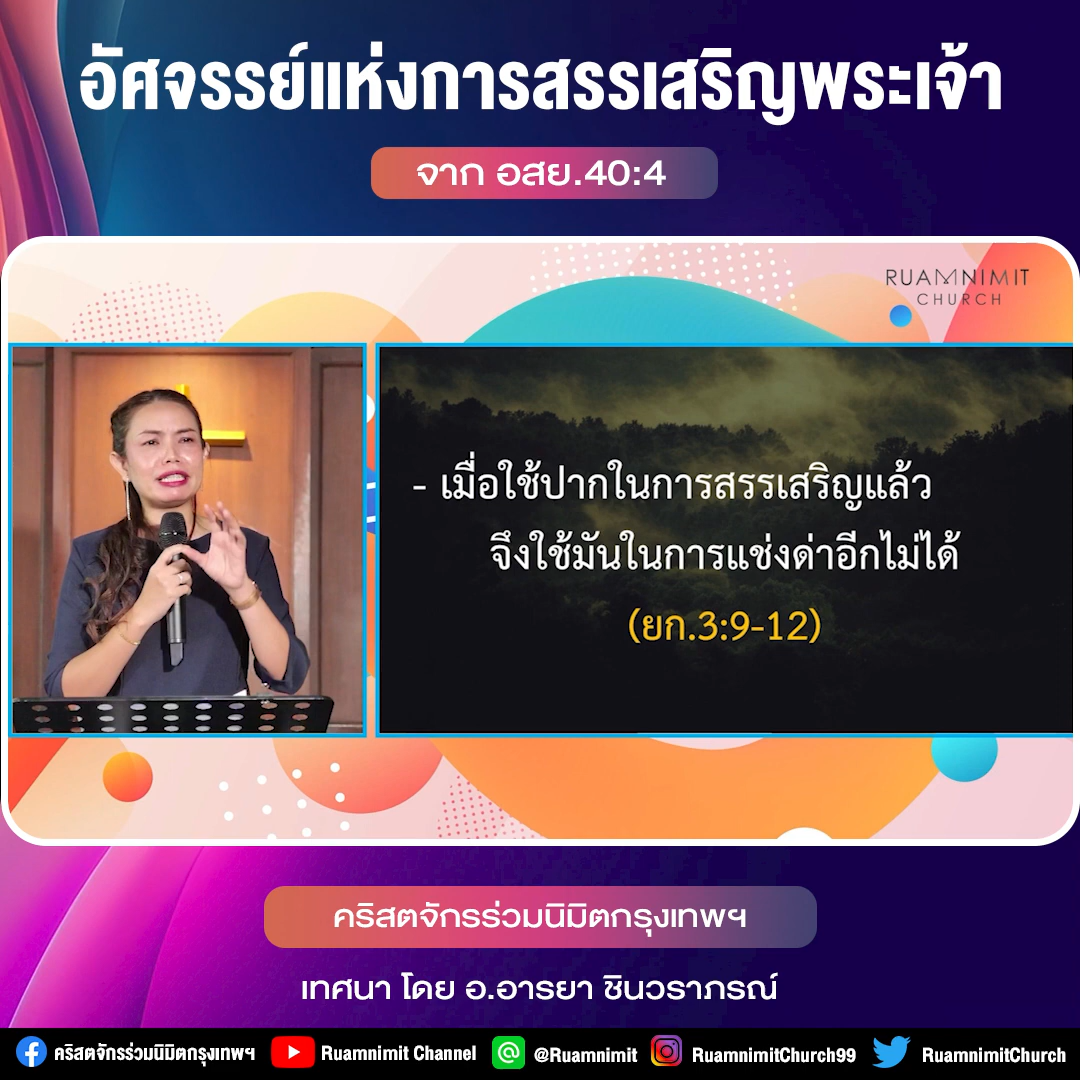 อัศจรรย์แห่งการสรรเสริญพระเจ้า
จาก อสย.40:4
RUAMNIMIT
CHURCH
- เมื่อใช้ปากในการสรรเสริญแล้ว
จึงใช้มันในการแช่งด่าอีกไม่ได้
(ยก.3:9-12)
คริสตจักรร่วมนิมิตกรุงเทพฯ
เทศนา โดย อ.อารยา ชินวราภรณ์
คริสตจักรร่วมนิมิตกรุงเทพฯ Ruamnimit Channel @Ruamnimit RuamnimitChurch99 RuamnimitChurch